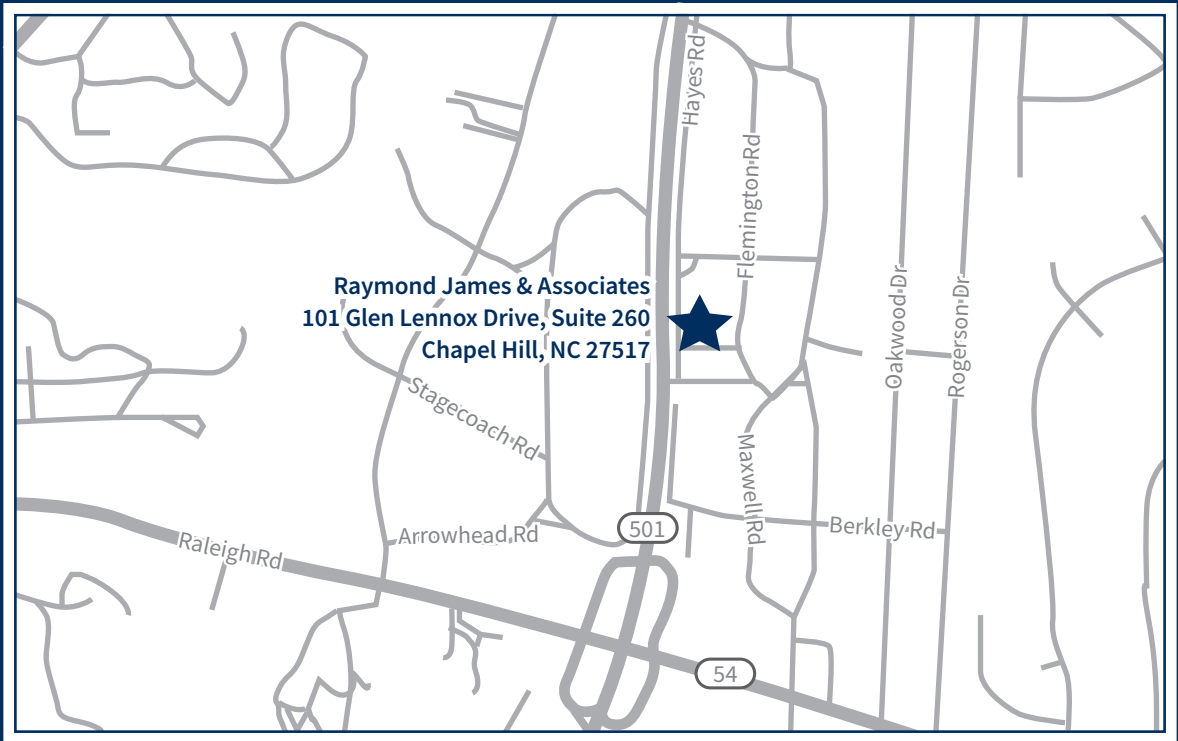 Hayes Rd
Flemington Rd
Raymond James & Associates
101 Glen Lennox Drive, Suite 260
Chapel Hill, NC 27517
Oakwood Dr
Rogerson Dr
Stagecoach Rd
Maxwell Rd
501
Berkley Rd
Arrowhead Rd
Raleigh Rd
54